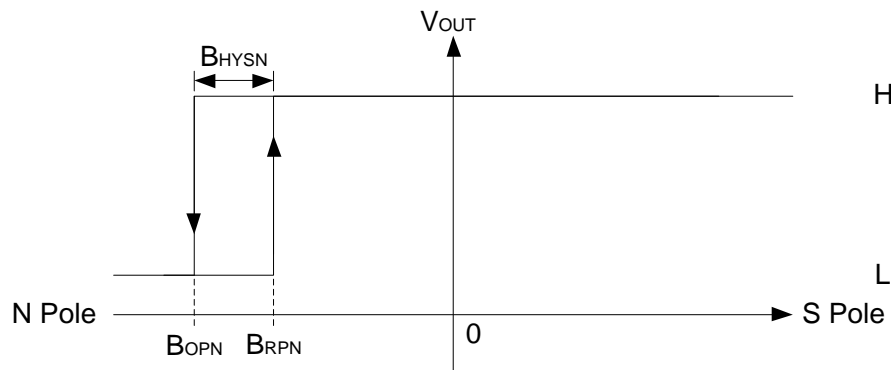 VOUT
BHYSN
H
L
N Pole
S Pole
0
BOPN
BRPN